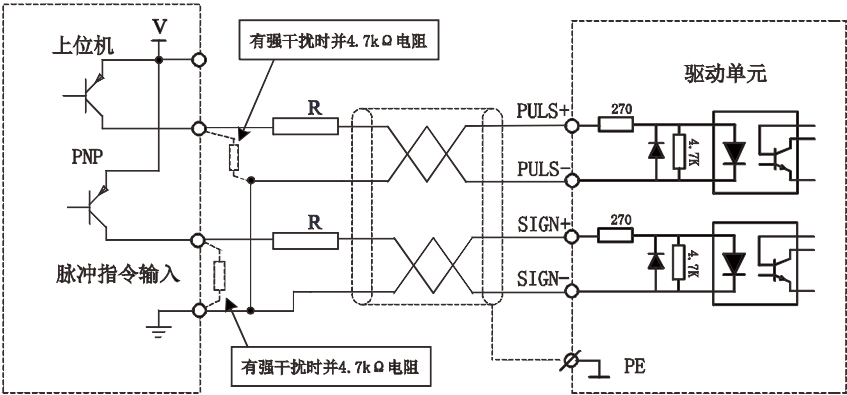 V
上位机
有强干扰时并4.7kΩ电阻
驱动单元
R
PULS+
270
4.7K
PNP
PULS-
R
SIGN+
270
4.7K
脉冲指令输入
SIGN-
有强干扰时并4.7kΩ电阻
PE